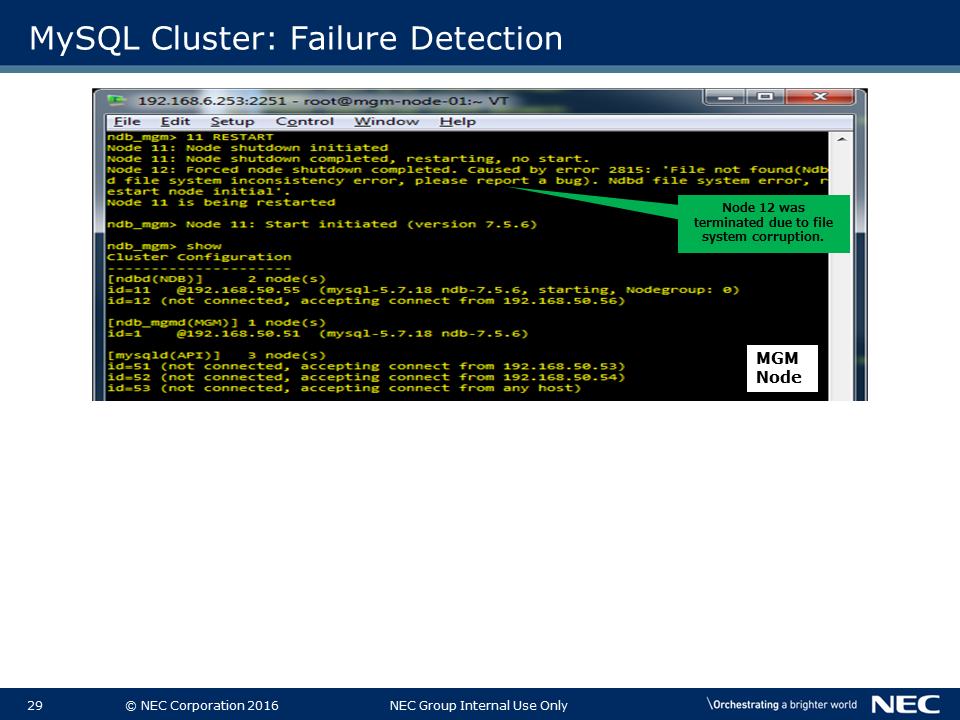 MySQL Cluster: Failure Detection
192.168.6.253:2251 - root@mgm-node-01:~ VT
File Edit Setup Control Window Help
ndb_mgm> 11 RESTART
Node 11: Node shutdown initiated
Node 11: Node shutdown completed, restarting, no start.
Node 12: Forced node shutdown completed. Caused by error 2815: 'File not found(Ndb
d file system inconsistency error, please report a bug). Ndbd file system error, r
estart node initial'.
Node 11 is being restarted
ndb_mgm> Node 11: Start initiated (version 7.5.6)
ndb_mgm> show
Cluster Configuration
---------------------
[ndbd(NDB)]     2 node(s)
id=11   @192.168.50.55  (mysql-5.7.18 ndb-7.5.6, starting, Nodegroup: 0)
id=12 (not connected, accepting connect from 192.168.50.56)
[ndb_mgmd(MGM)] 1 node(s)
id=1    @192.168.50.51  (mysql-5.7.18 ndb-7.5.6)
[mysqld(API)]   3 node(s)
id=51 (not connected, accepting connect from 192.168.50.53)
id=52 (not connected, accepting connect from 192.168.50.54)
id=53 (not connected, accepting connect from any host)
Node 12 was
terminated due to file
system corruption.
MGM
Node
29 © NEC Corporation 2016 NEC Group Internal Use Only \Orchestrating a brighter world NEC